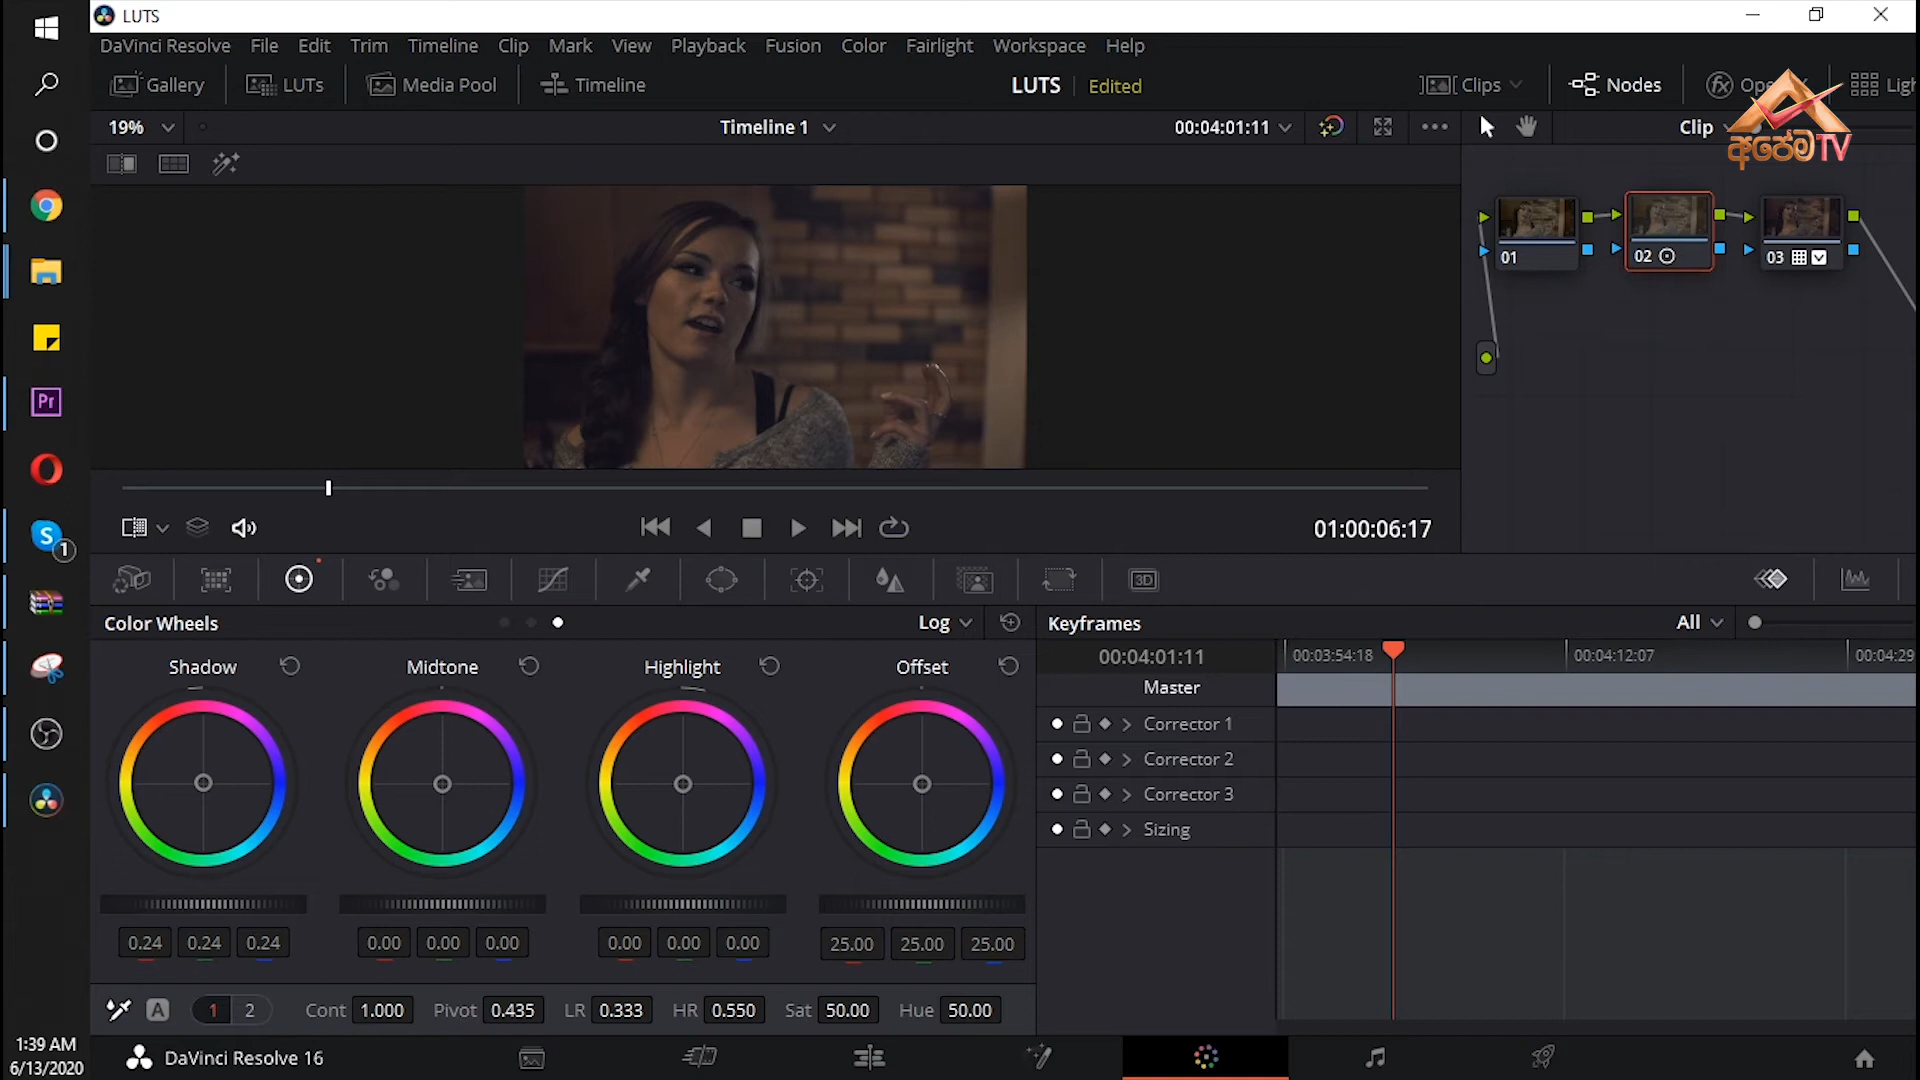 LUTS
DaVinci Resolve File Edit Trim Timeline Clip Mark View Playback Fusion Color Fairlight Workspace Help
Gallery LUTs Media Pool Timeline LUTS Edited Clips Nodes
19% Timeline 1 00:04:01:11 Clip
අපේම TV
01 02 03
Pr
S 1
01:00:06:17
3D
Color Wheels Log Keyframes All
Shadow Midtone Highlight Offset 00:04:01:11 00:03:54:18 00:04:12:07 00:04:29
Master
Corrector 1
Corrector 2
Corrector 3
Sizing
0.24 0.24 0.24 0.00 0.00 0.00 0.00 0.00 0.00 25.00 25.00 25.00
A 1 2 Cont 1.000 Pivot 0.435 LR 0.333 HR 0.550 Sat 50.00 Hue 50.00
1:39 AM
6/13/2020
DaVinci Resolve 16